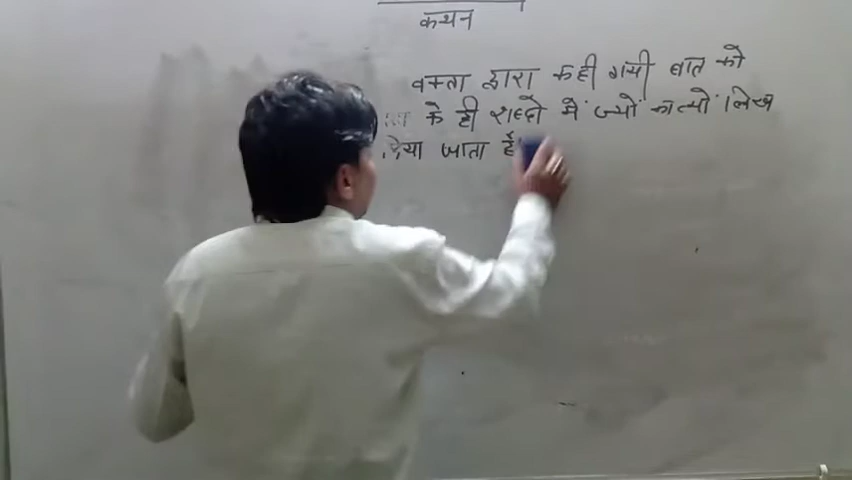 कथन
वक्ता द्वारा कही गयी बात को
के ही शब्दो में ज्यों का त्यों लिख
जाता है